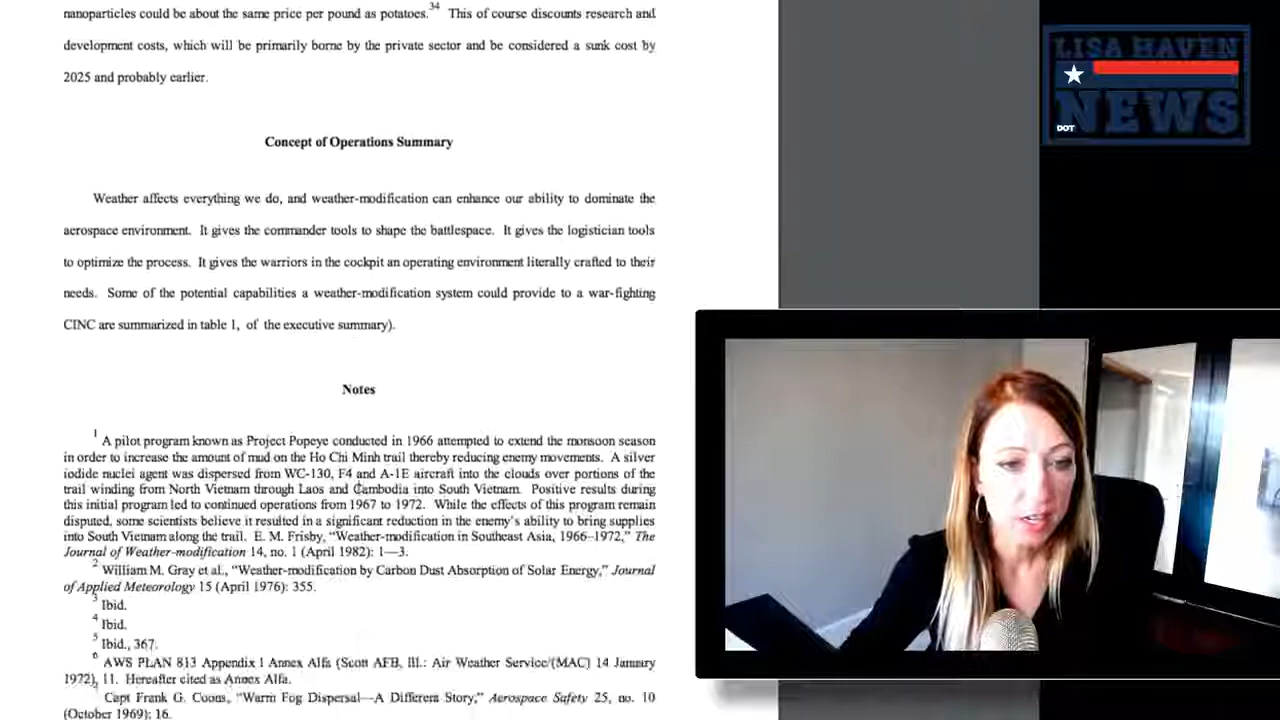 nanoparticles could be about the same price per pound as potatoes.34 This of course discounts research and
development costs, which will be primarily borne by the private sector and be considered a sunk cost by
2025 and probably earlier.
Concept of Operations Summary
Weather affects everything we do, and weather-modification can enhance our ability to dominate the
aerospace environment. It gives the commander tools to shape the battlespace. It gives the logistician tools
to optimize the process. It gives the warriors in the cockpit an operating environment literally crafted to their
needs. Some of the potential capabilities a weather-modification system could provide to a war-fighting
CINC are summarized in table 1, of the executive summary).
Notes
1 A pilot program known as Project Popeye conducted in 1966 attempted to extend the monsoon season
in order to increase the amount of mud on the Ho Chi Minh trail thereby reducing enemy movements. A silver
iodide nuclei agent was dispersed from WC-130, F4 and A-1E aircraft into the clouds over portions of the
trail winding from North Vietnam through Laos and Cambodia into South Vietnam. Positive results during
this initial program led to continued operations from 1967 to 1972. While the effects of this program remain
disputed, some scientists believe it resulted in a significant reduction in the enemy's ability to bring supplies
into South Vietnam along the trail. E. M. Frisby, "Weather-modification in Southeast Asia, 1966–1972," The
Journal of Weather-modification 14, no. 1 (April 1982): 1—3.
2 William M. Gray et al., "Weather-modification by Carbon Dust Absorption of Solar Energy," Journal
of Applied Meteorology 15 (April 1976): 355.
3 Ibid.
4 Ibid.
5 Ibid., 367.
6 AWS PLAN 813 Appendix I Annex Alfa (Scott AFB, Ill.: Air Weather Service/(MAC) 14 January
1972), 11. Hereafter cited as Annex Alfa.
Capt Frank G. Coons, "Warm Fog Dispersal—A Different Story," Aerospace Safety 25, no. 10
(October 1969): 16.
LISA HAVEN
NEWS
DOT